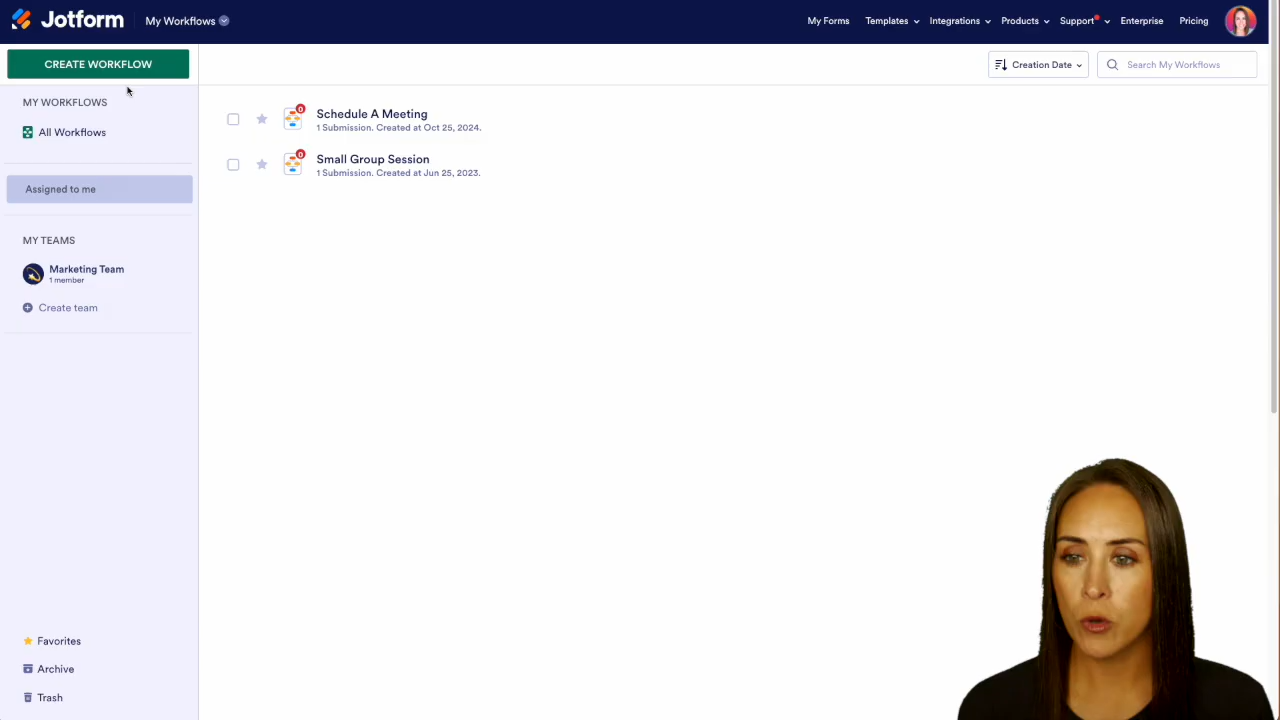 Jotform
My Workflows
My Forms
Templates
Integrations
Products
Support
Enterprise
Pricing
CREATE WORKFLOW
Creation Date
Search My Workflows
MY WORKFLOWS
All Workflows
Assigned to me
MY TEAMS
Marketing Team
1 member
Create team
0
Schedule A Meeting
1 Submission. Created at Oct 25, 2024.
0
Small Group Session
1 Submission. Created at Jun 25, 2023.
Favorites
Archive
Trash